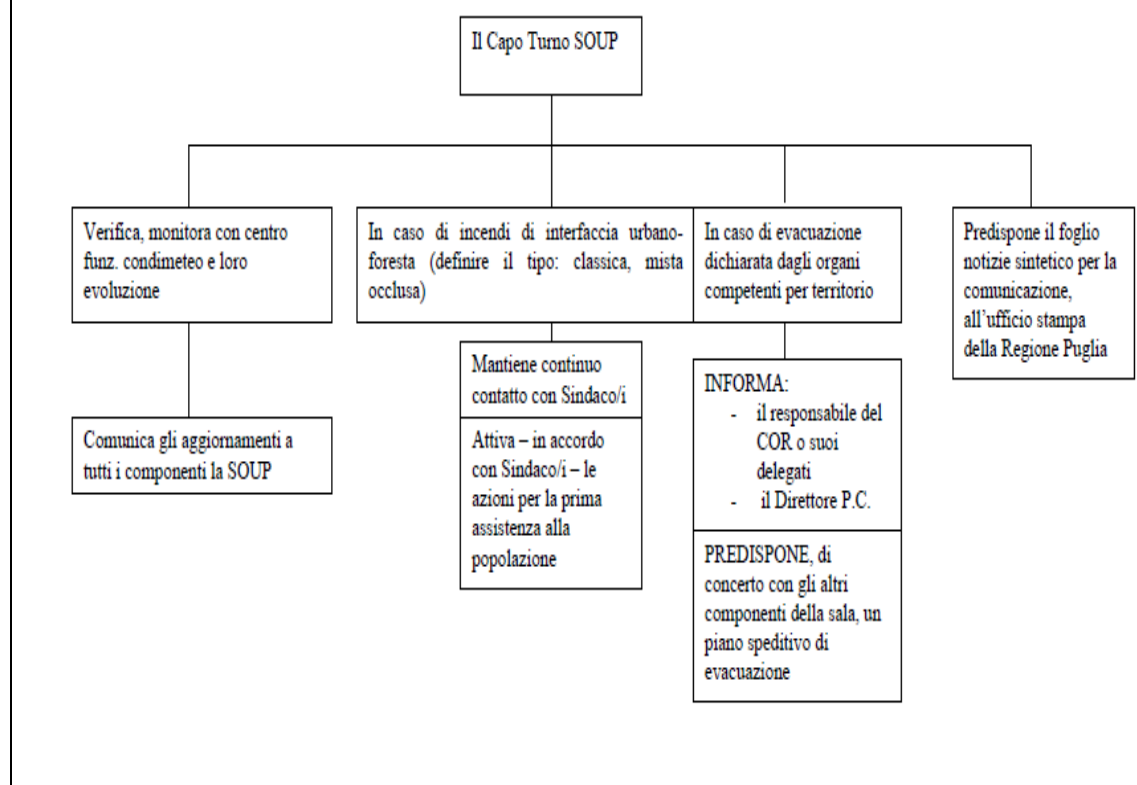 Il Capo Turno SOUP
Verifica, monitora con centro
funz. condimeteo e loro
evoluzione
In caso di incendi di interfaccia urbano-
foresta (definire il tipo: classica, mista
occlusa)
In caso di evacuazione
dichiarata dagli organi
competenti per territorio
Predispone il foglio
notizie sintetico per la
comunicazione,
all'ufficio stampa
della Regione Puglia
Comunica gli aggiornamenti a
tutti i componenti la SOUP
Mantiene continuo
contatto con Sindaco/i
Attiva – in accordo
con Sindaco/i – le
azioni per la prima
assistenza alla
popolazione
INFORMA:
- il responsabile del
COR o suoi
delegati
- il Direttore P.C.
PREDISPONE, di
concerto con gli altri
componenti della sala, un
piano speditivo di
evacuazione